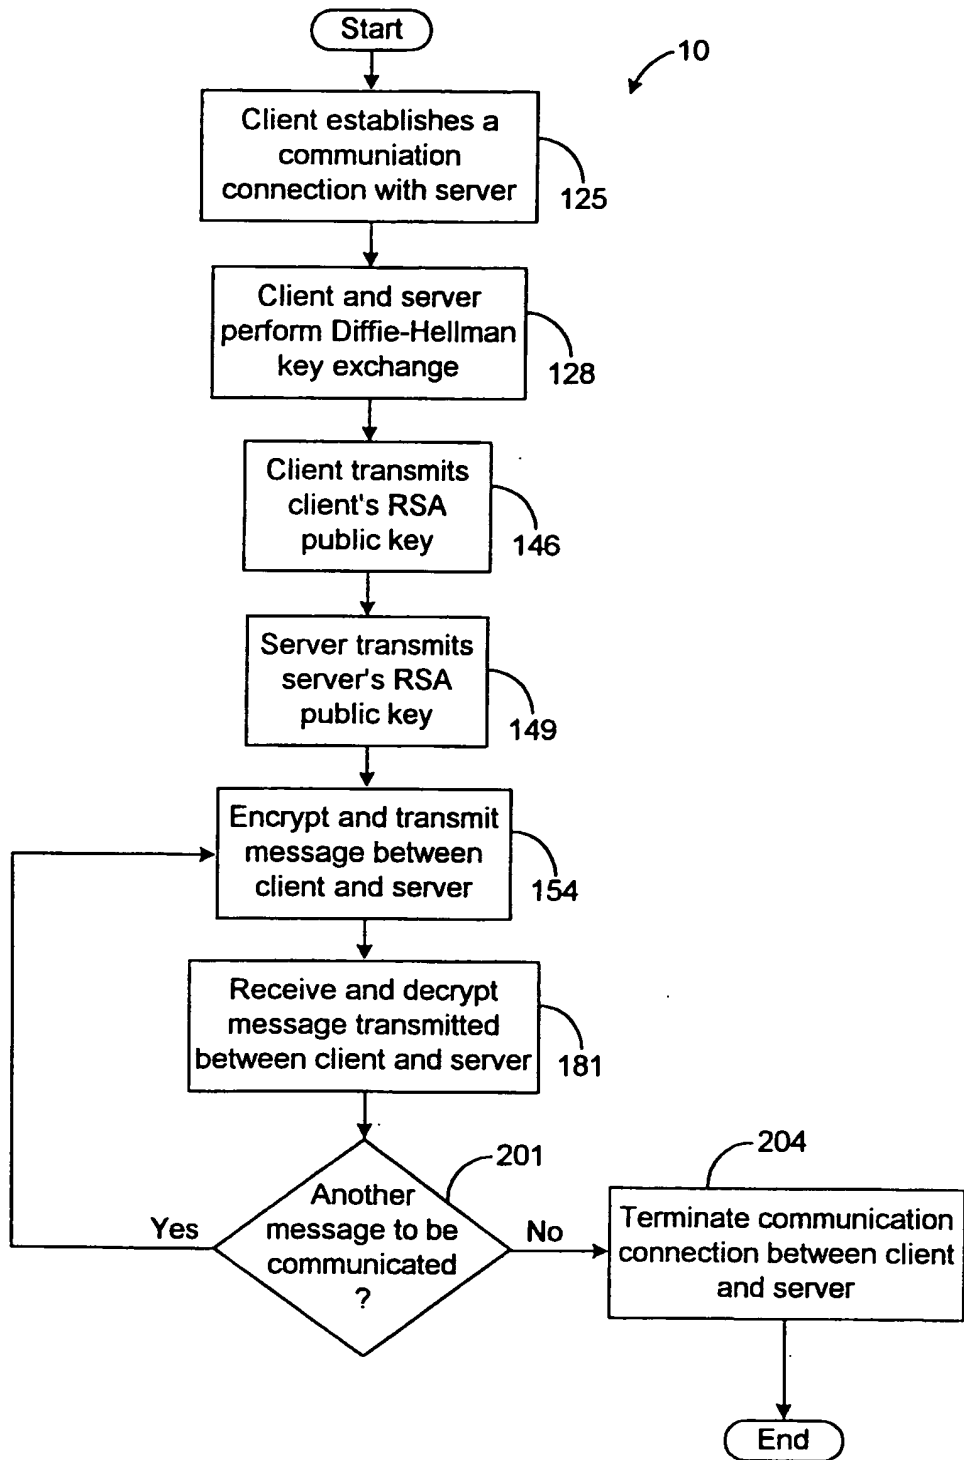 Start
10
Client establishes a
communiation
connection with server
125
Client and server
perform Diffie-Hellman
key exchange
128
Client transmits
client's RSA
public key
146
Server transmits
server's RSA
public key
149
Encrypt and transmit
message between
client and server
154
Receive and decrypt
message transmitted
between client and server
181
201
Another
message to be
communicated
?
Yes
No
204
Terminate communication
connection between client
and server
End